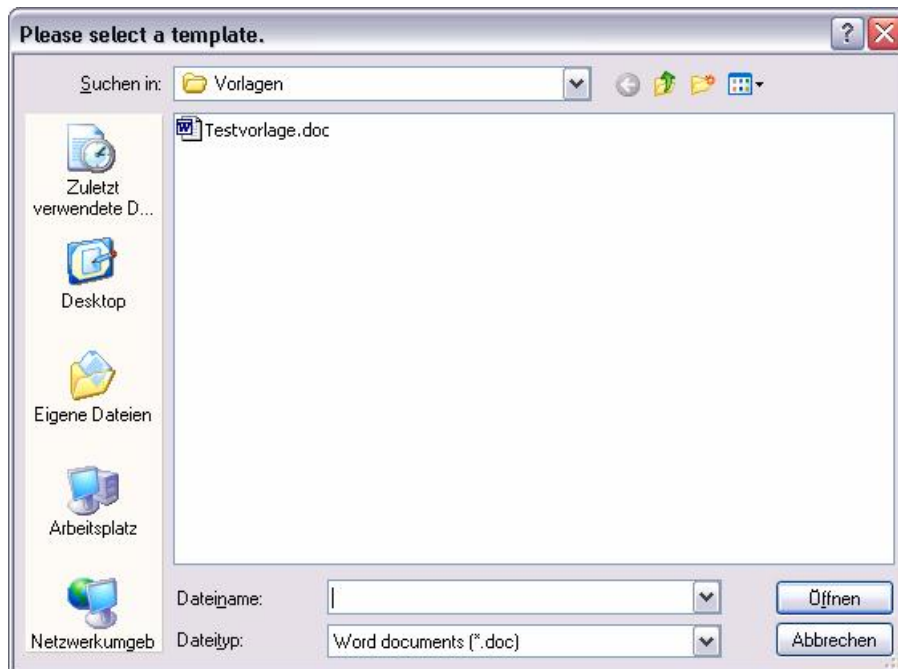 Please select a template.
Suchen in:
Vorlagen
Testvorlage.doc
Zuletzt
verwendete D...
Desktop
Eigene Dateien
Arbeitsplatz
Netzwerkumgeb
Dateiname:
Öffnen
Dateityp:
Word documents (*.doc)
Abbrechen